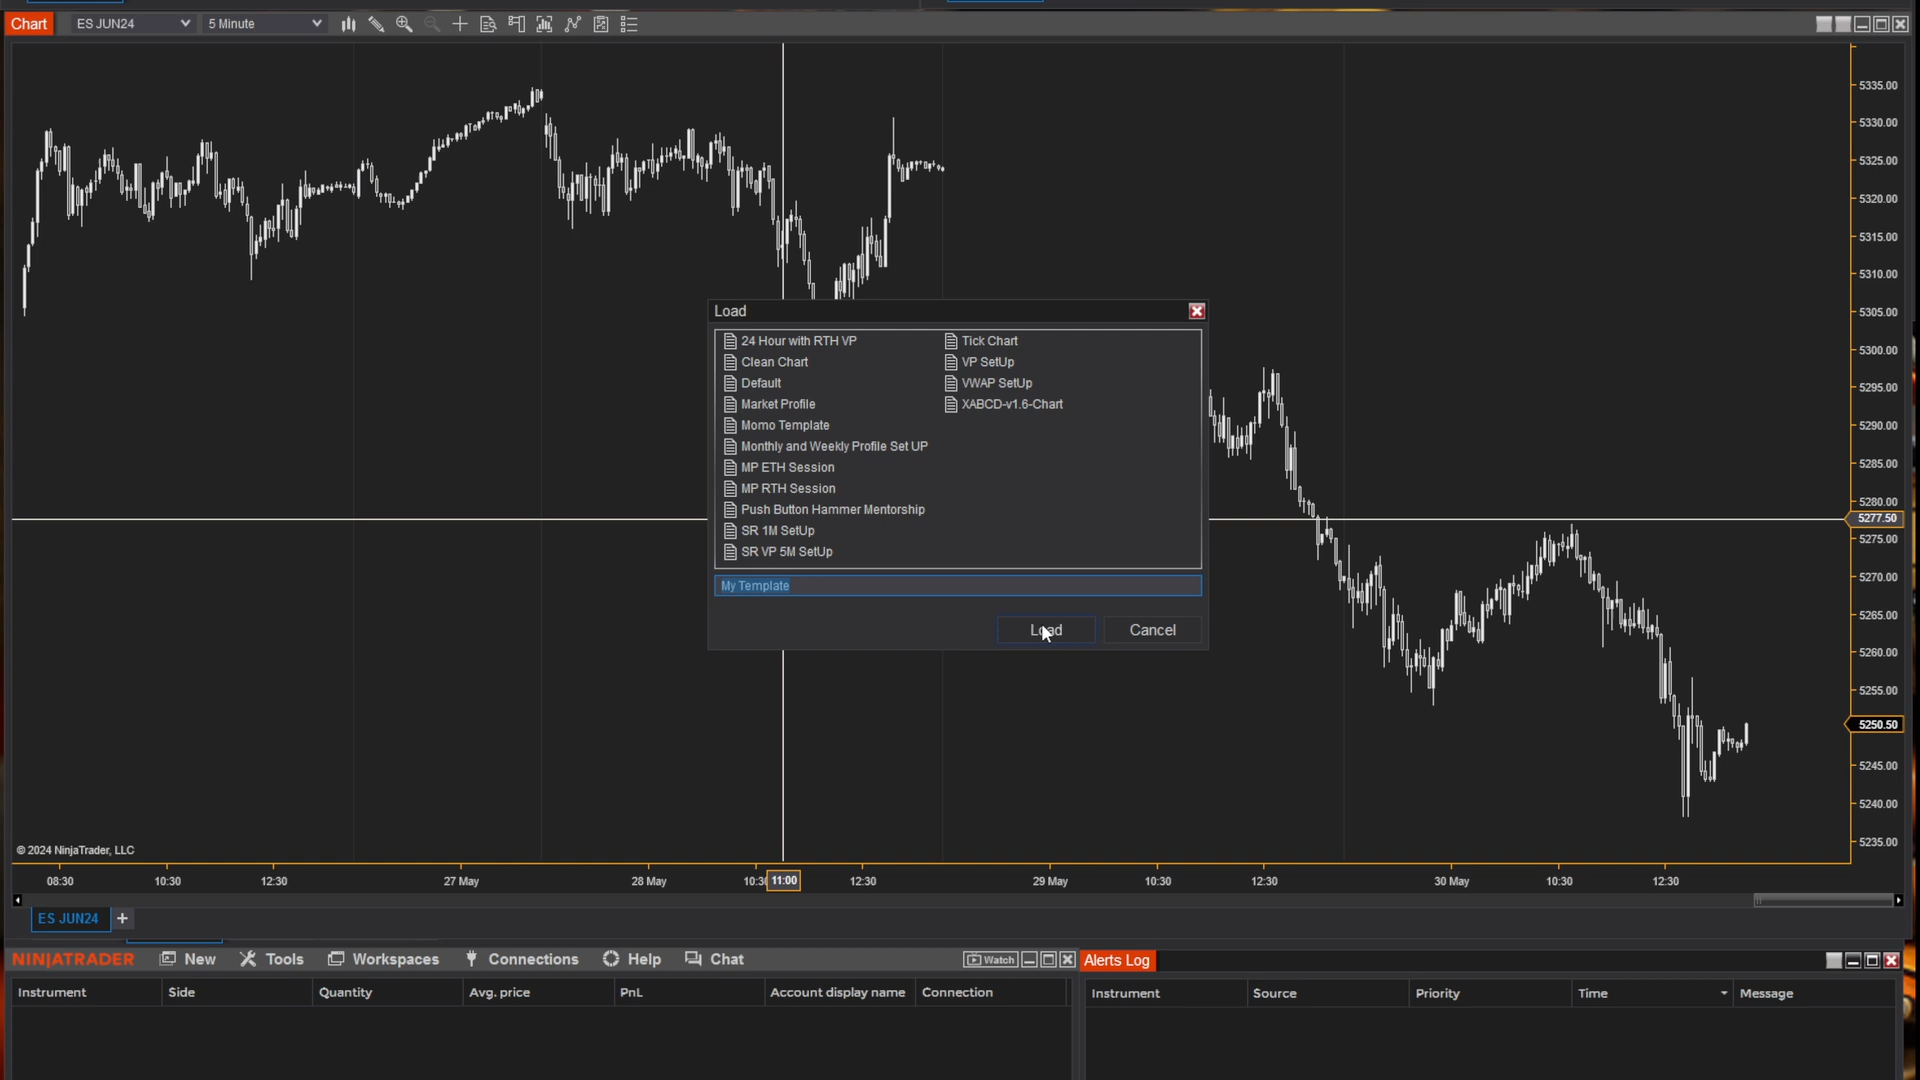 Chart ES JUN24 5 Minute
5335.00
5330.00
5325.00
5320.00
5315.00
5310.00
5305.00
5300.00
5295.00
5290.00
5285.00
5280.00
5277.50
5275.00
5270.00
5265.00
5260.00
5255.00
5250.50
5245.00
5240.00
5235.00
Load
24 Hour with RTH VP
Clean Chart
Default
Market Profile
Momo Template
Monthly and Weekly Profile Set UP
MP ETH Session
MP RTH Session
Push Button Hammer Mentorship
SR 1M SetUp
SR VP 5M SetUp
Tick Chart
VP SetUp
VWAP SetUp
XABCD-v1.6-Chart
My Template
Load Cancel
© 2024 NinjaTrader, LLC
08:30 10:30 12:30 27 May 28 May 10:30 11:00 12:30 29 May 10:30 12:30 30 May 10:30 12:30
ES JUN24 +
NINJATRADER New Tools Workspaces Connections Help Chat Watch
Instrument Side Quantity Avg. price PnL Account display name Connection
Alerts Log
Instrument Source Priority Time Message